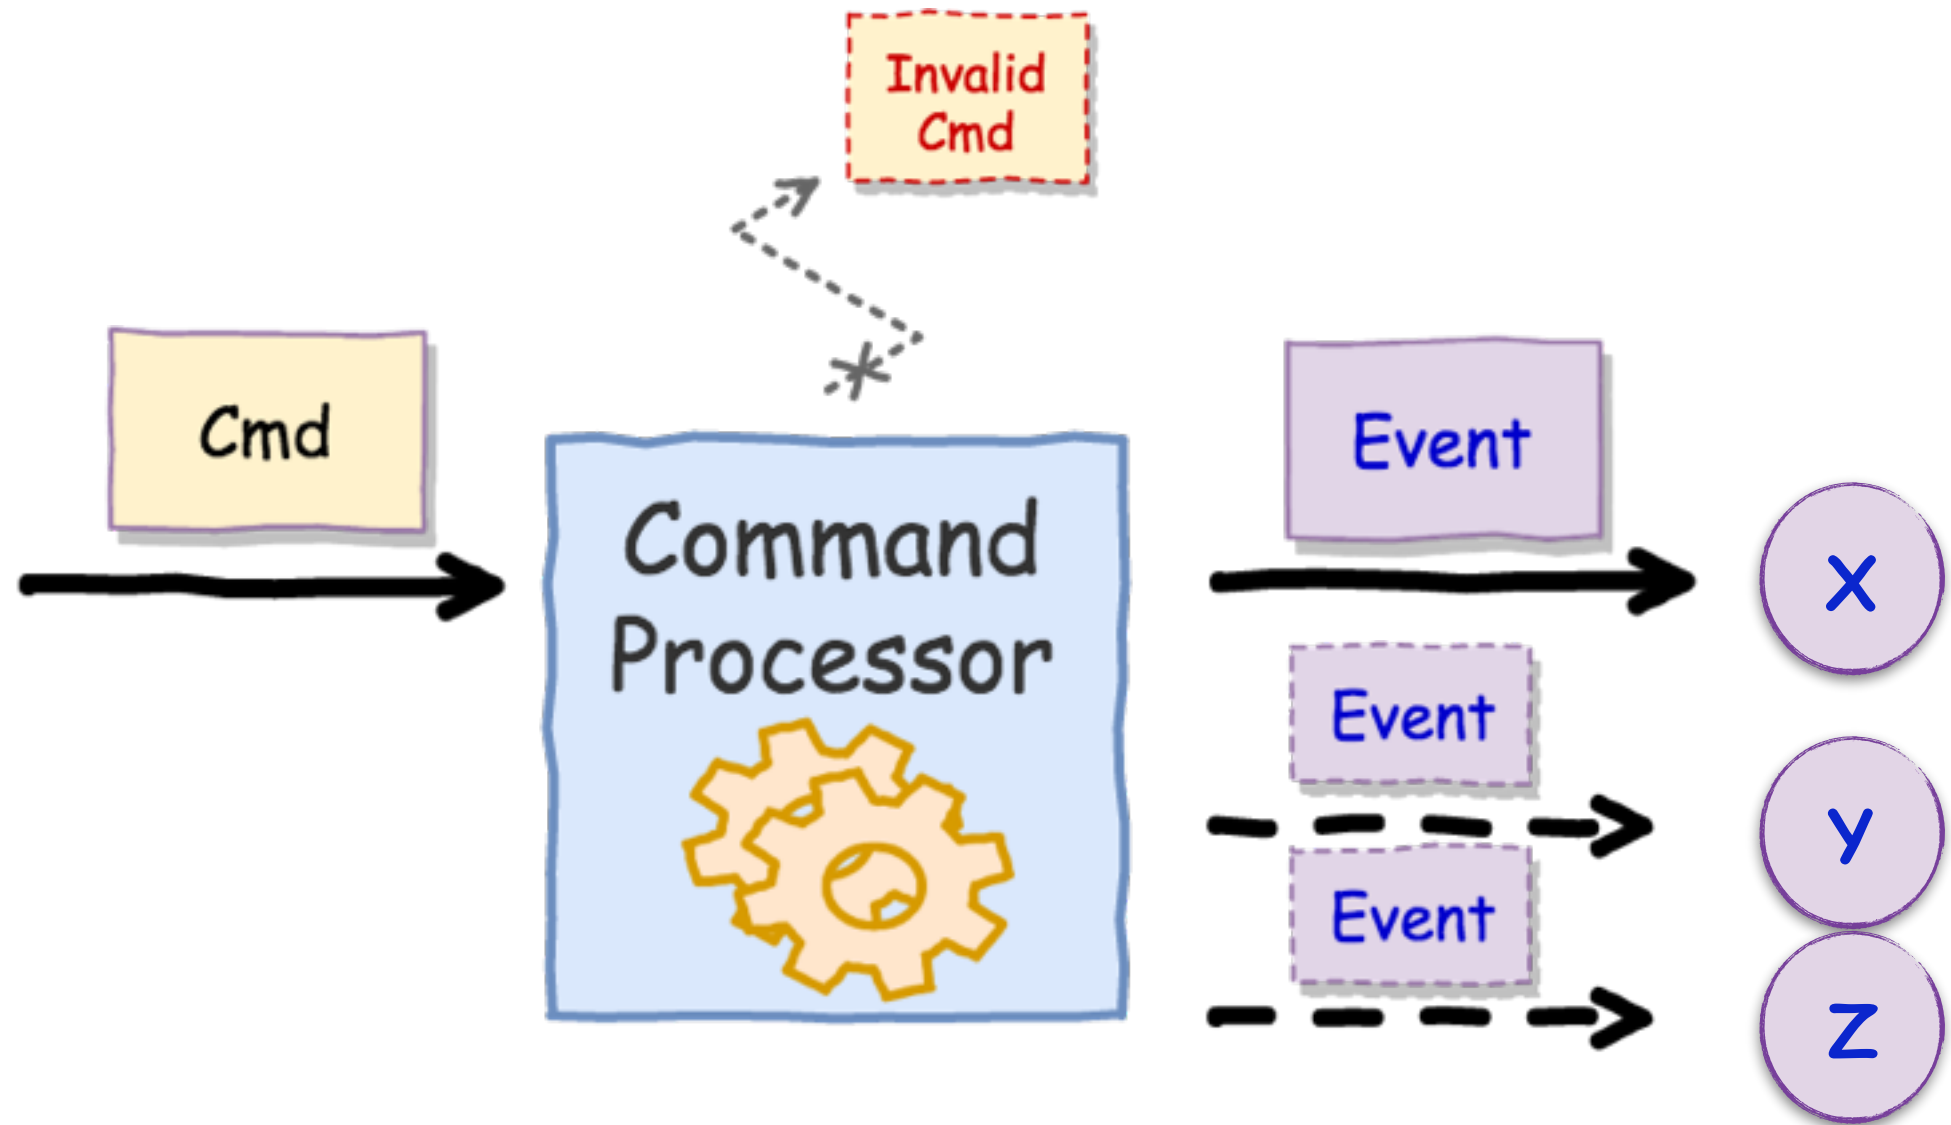 Invalid
Cmd
Cmd
Command
Processor
Event
X
Event
Y
Event
Z